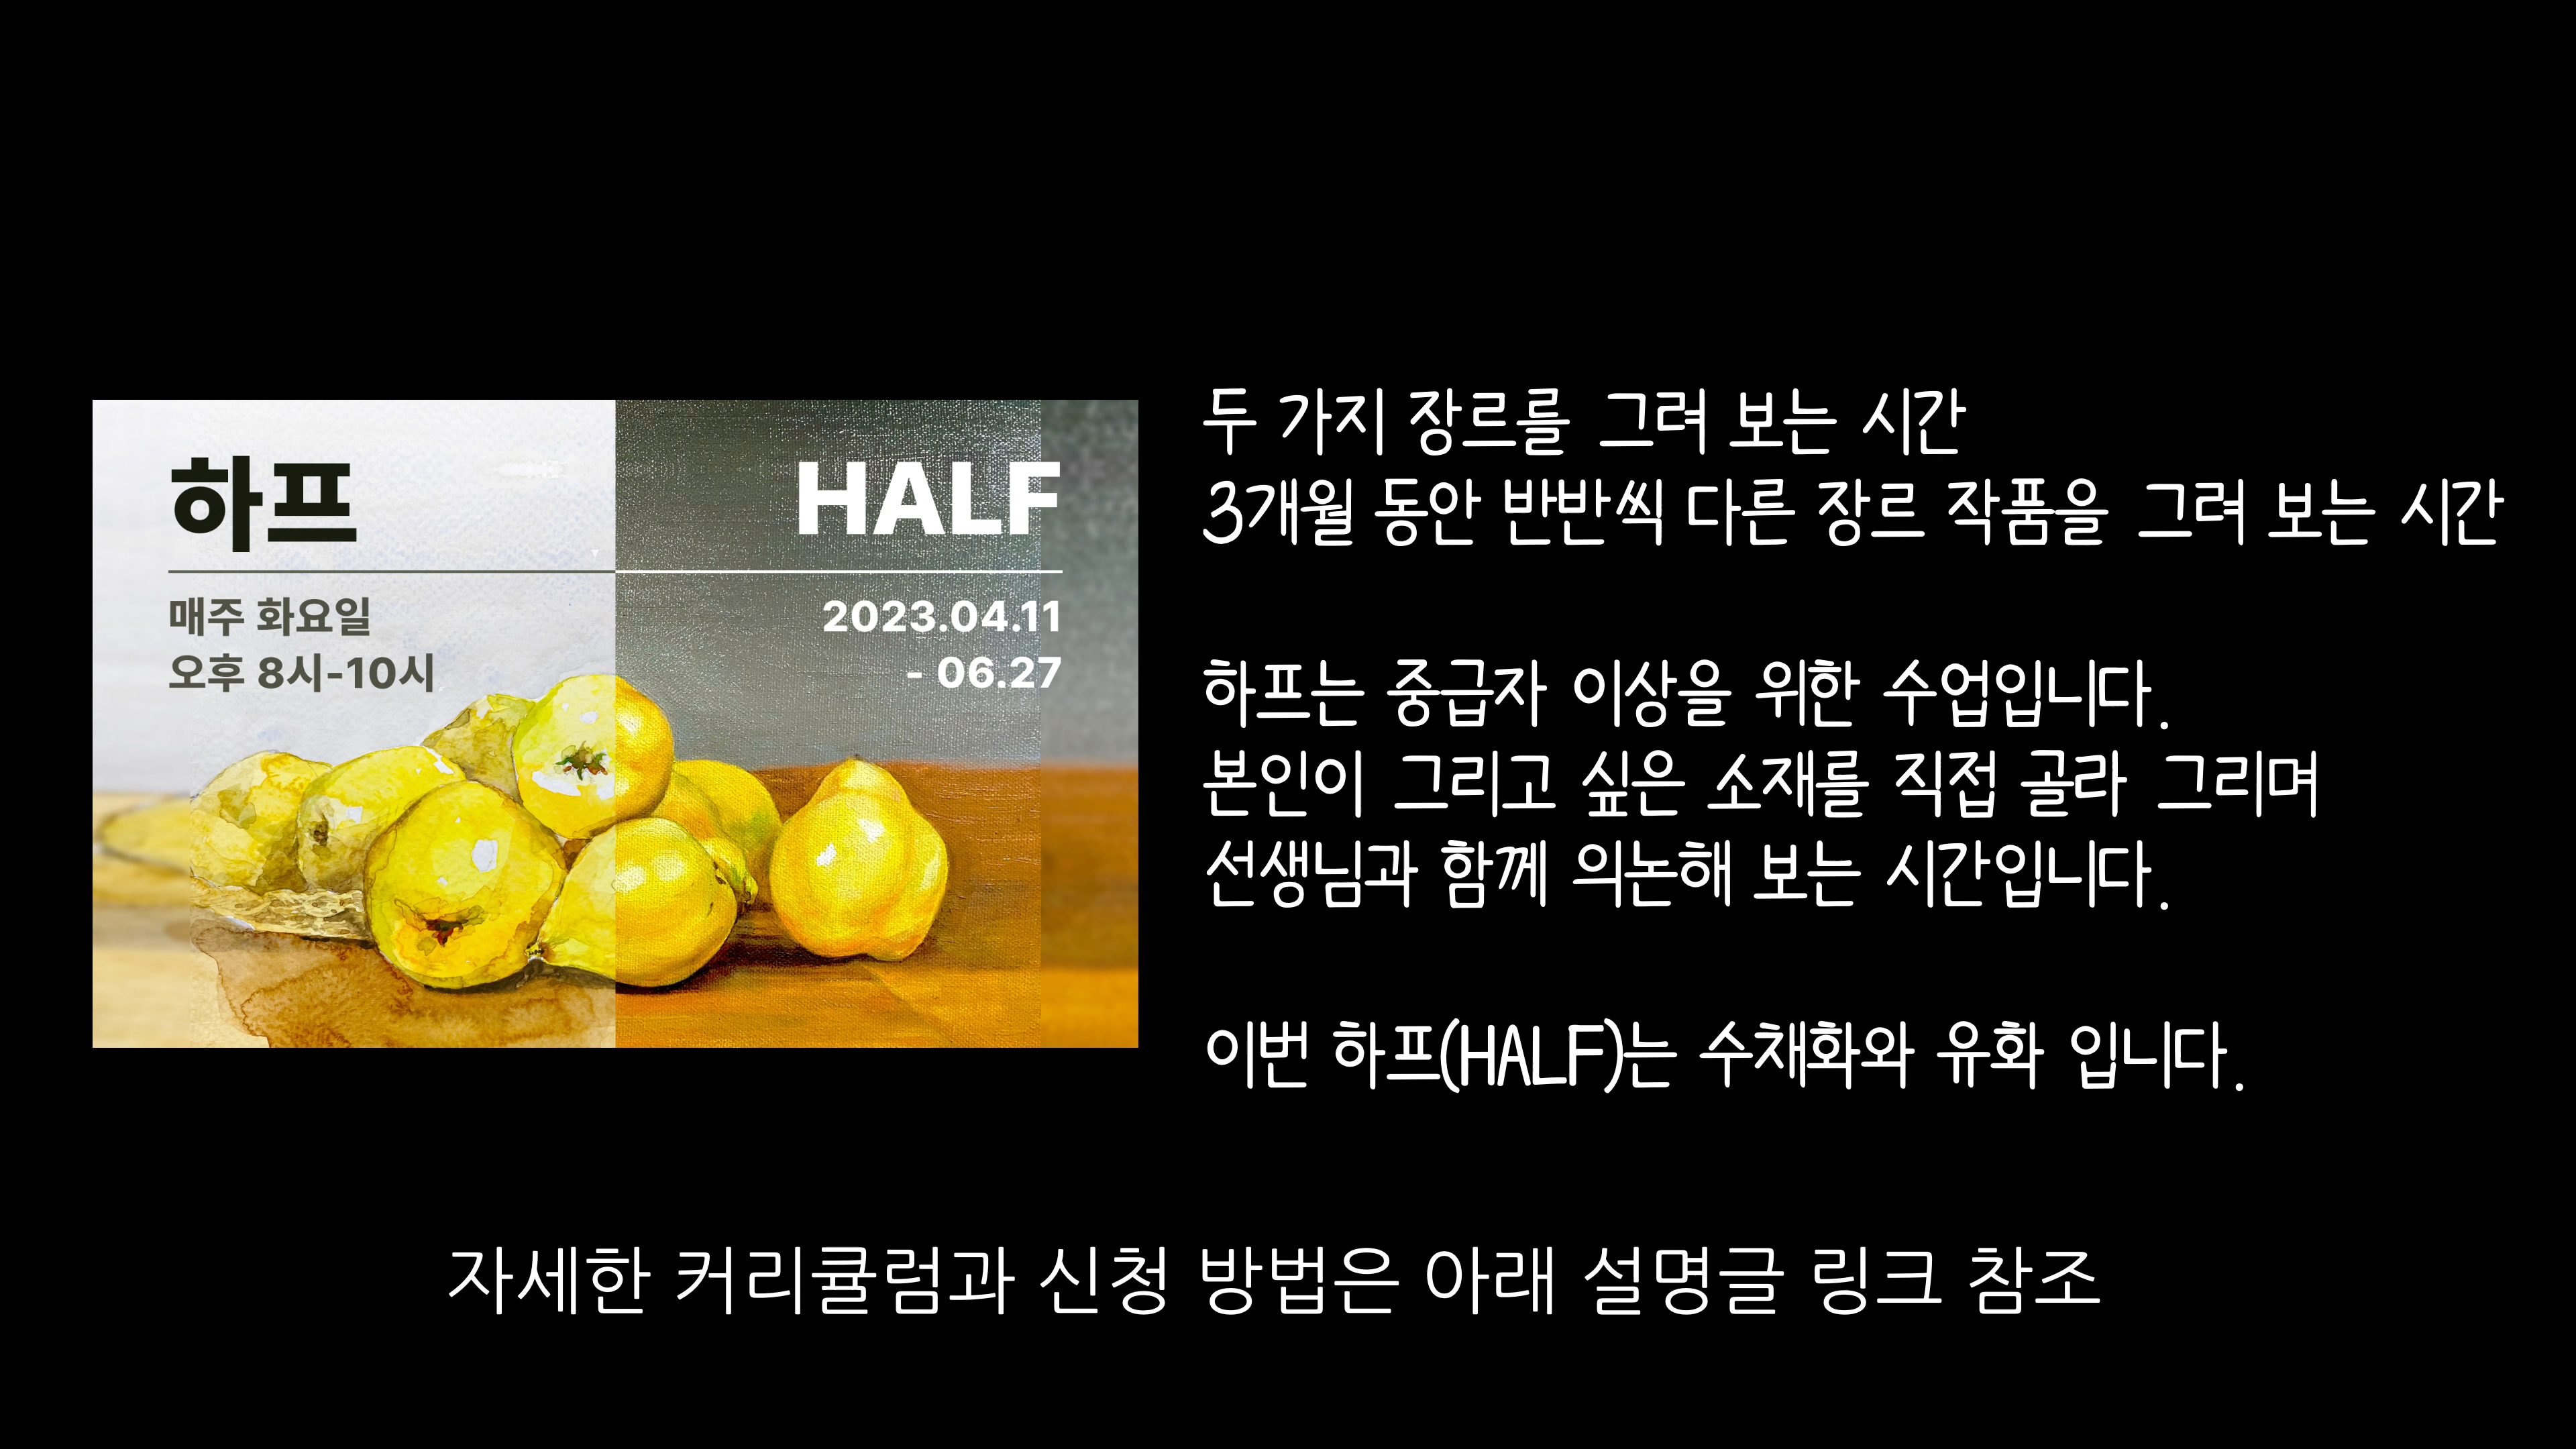 하프
HALF
매주 화요일
오후 8시-10시
2023.04.11
- 06.27
두 가지 장르를 그려 보는 시간
3개월 동안 반반씩 다른 장르 작품을 그려 보는 시간
하프는 중급자 이상을 위한 수업입니다.
본인이 그리고 싶은 소재를 직접 골라 그리며
선생님과 함께 의논해 보는 시간입니다.
이번 하프(HALF)는 수채화와 유화 입니다.
자세한 커리큘럼과 신청 방법은 아래 설명글 링크 참조